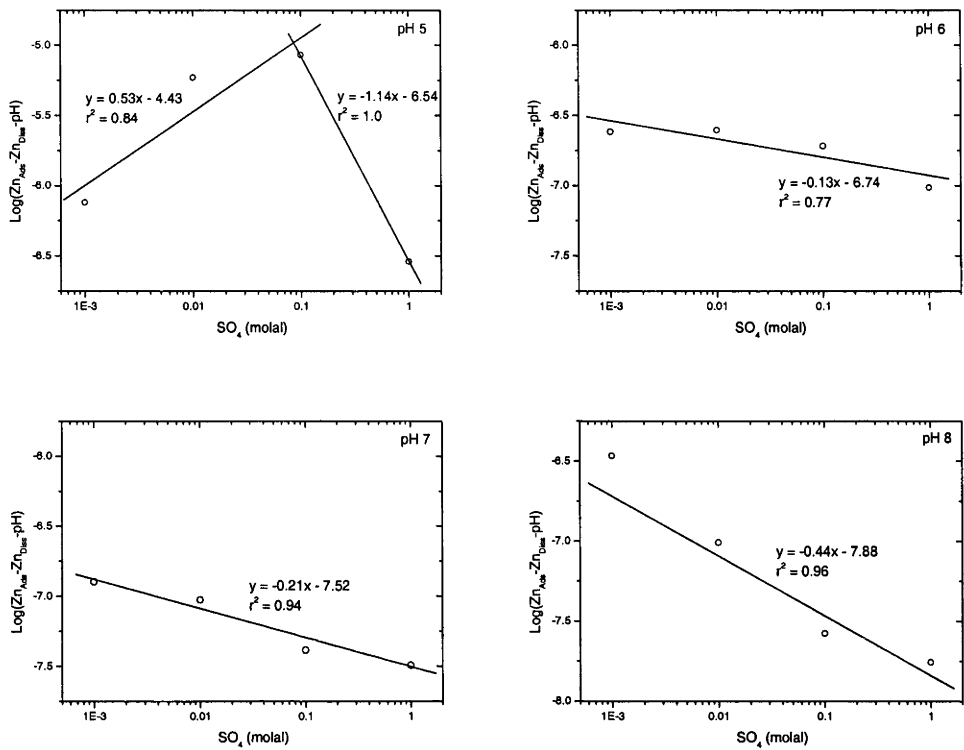 pH 5
-5.0
-5.5
-6.0
-6.5
Log(Zn_Ads-Zn_Diss-pH)
y = 0.53x - 4.43
r² = 0.84
y = -1.14x - 6.54
r² = 1.0
1E-3 0.01 0.1 1
SO₄ (molal)
pH 6
-6.0
-6.5
-7.0
-7.5
Log(Zn_Ads-Zn_Diss-pH)
y = -0.13x - 6.74
r² = 0.77
1E-3 0.01 0.1 1
SO₄ (molal)
pH 7
-6.0
-6.5
-7.0
-7.5
Log(Zn_Ads-Zn_Diss-pH)
y = -0.21x - 7.52
r² = 0.94
1E-3 0.01 0.1 1
SO₄ (molal)
pH 8
-6.5
-7.0
-7.5
-8.0
Log(Zn_Ads-Zn_Diss-pH)
y = -0.44x - 7.88
r² = 0.96
1E-3 0.01 0.1 1
SO₄ (molal)